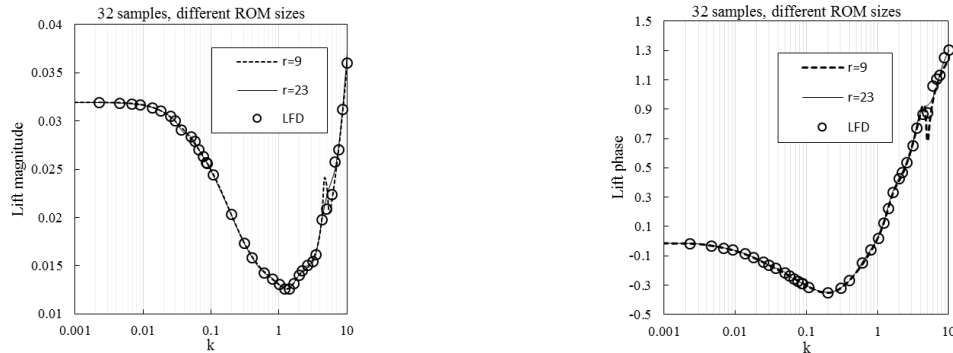 32 samples, different ROM sizes
0.04
0.035
0.03
0.025
0.02
0.015
0.01
Lift magnitude
r=9
r=23
LFD
0.001
0.01
0.1
1
10
k
32 samples, different ROM sizes
1.5
1.3
1.1
0.9
0.7
0.5
0.3
0.1
-0.1
-0.3
-0.5
Lift phase
r=9
r=23
LFD
0.001
0.01
0.1
1
10
k